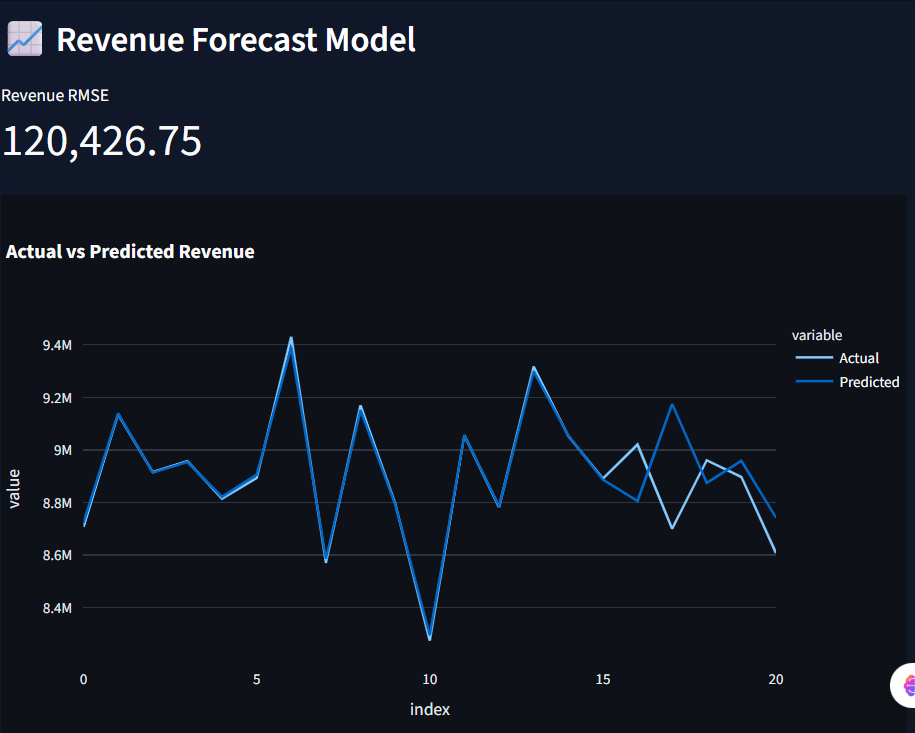 Revenue Forecast Model
Revenue RMSE
120,426.75
Actual vs Predicted Revenue
variable
Actual
Predicted
9.4M
9.2M
9M
8.8M
8.6M
8.4M
value
0 5 10 15 20
index